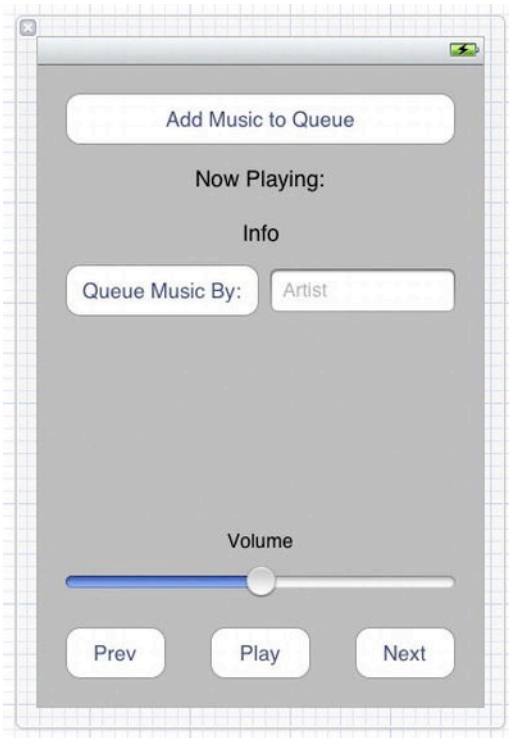 Add Music to Queue
Now Playing:
Info
Queue Music By: Artist
Volume
Prev Play Next